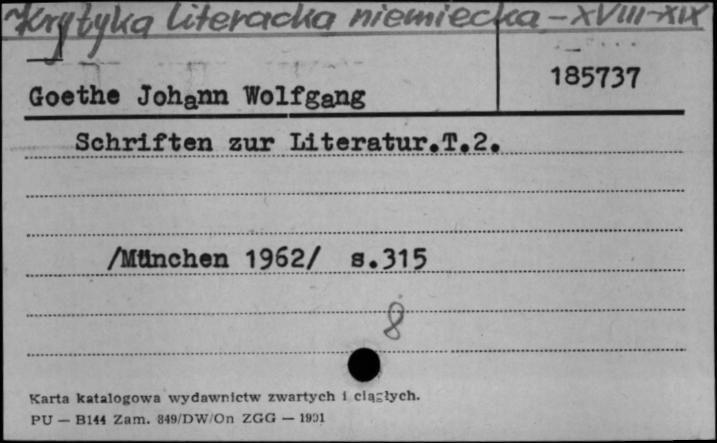 Krytyka literacka niemiecka – XVIII–XIX
185737
Goethe Johann Wolfgang
Schriften zur Literatur.T.2.
/München 1962/ s.315
8
Karta katalogowa wydawnictw zwartych i ciągłych.
PU — B144 Zam. 849/DW/On ZGG — 1991